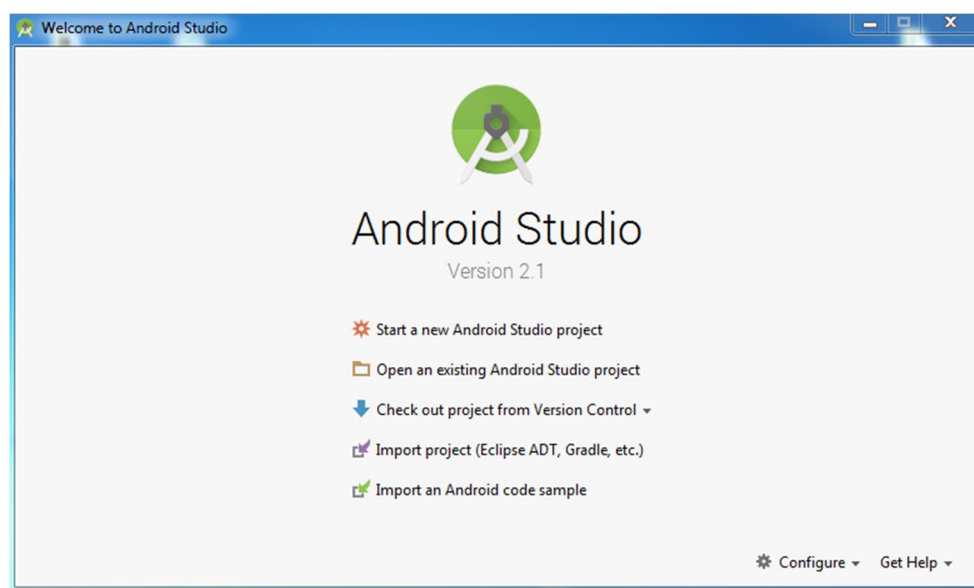 Welcome to Android Studio
Android Studio
Version 2.1
Start a new Android Studio project
Open an existing Android Studio project
Check out project from Version Control
Import project (Eclipse ADT, Gradle, etc.)
Import an Android code sample
Configure
Get Help